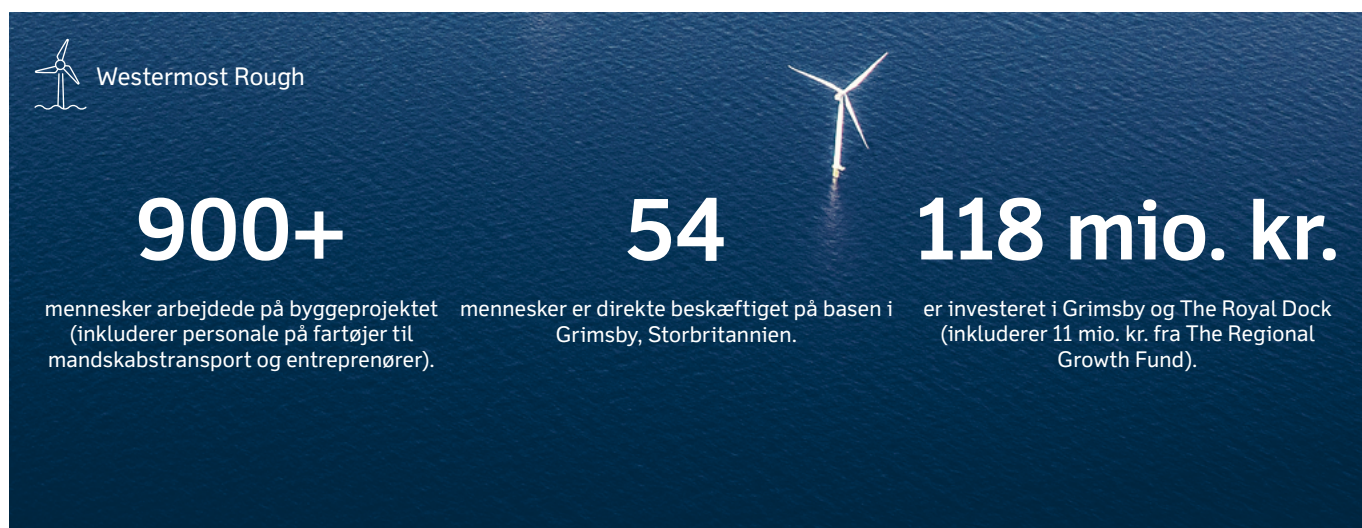 Westermost Rough
900+
mennesker arbejdede på byggeprojektet
(inkluderer personale på fartøjer til
mandskabstransport og entreprenører).
54
mennesker er direkte beskæftiget på basen i
Grimsby, Storbritannien.
118 mio. kr.
er investeret i Grimsby og The Royal Dock
(inkluderer 11 mio. kr. fra The Regional
Growth Fund).